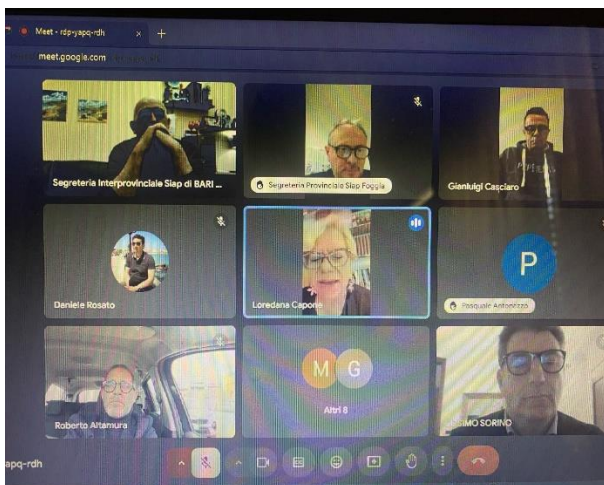 Meet - rdp-yapq-rdh
meet.google.com
Segreteria Interprovinciale Siap di BARI ...
Segreteria Provinciale Siap Foggia
Gianluigi Casciaro
Daniele Rosato
Loredana Capone
P
Pasquale Antonizzo
Roberto Altamura
M G
Altri 8
IMO SORINO
apq-rdh